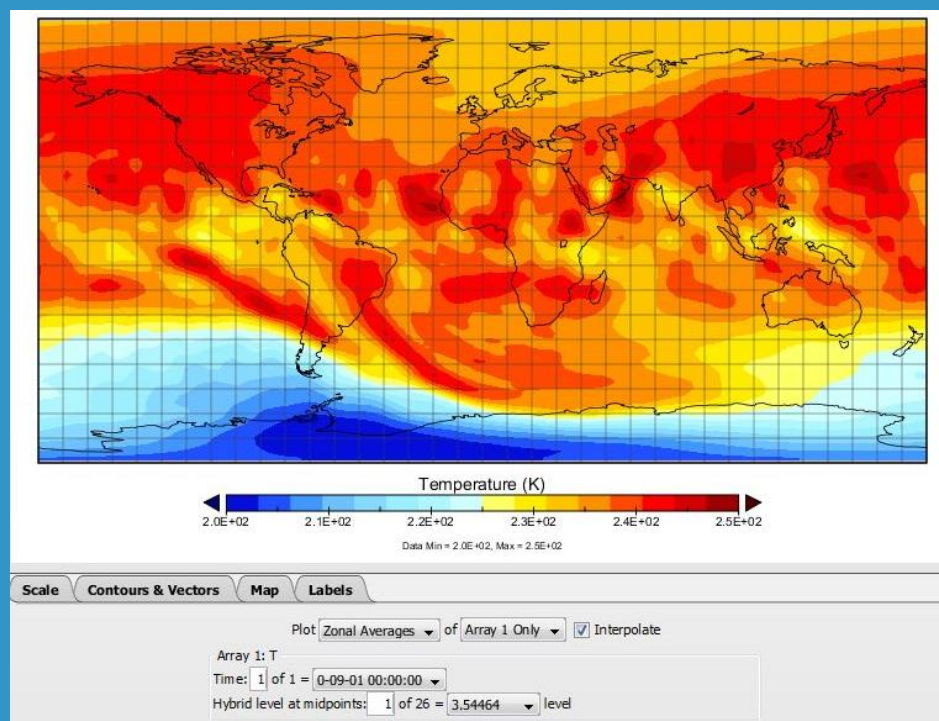 Temperature (K)
2.0E+02 2.1E+02 2.2E+02 2.3E+02 2.4E+02 2.5E+02
Data Min = 2.0E+02, Max = 2.5E+02
Scale Contours & Vectors Map Labels
Plot Zonal Averages of Array 1 Only Interpolate
Array 1: T
Time: 1 of 1 = 0-09-01 00:00:00
Hybrid level at midpoints: 1 of 26 = 3.54464 level